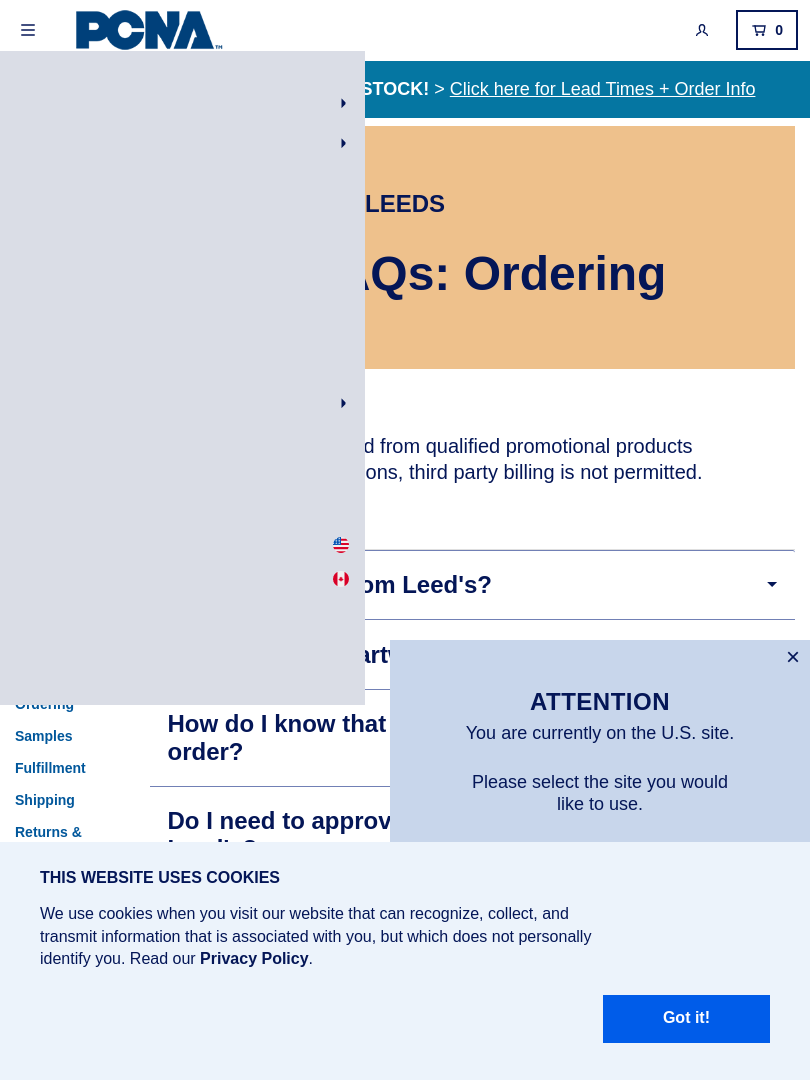 PCNA™
0
STOCK! > Click here for Lead Times + Order Info
LEEDS
AQs: Ordering
d from qualified promotional products
ons, third party billing is not permitted.
om Leed's?
Ordering
Samples
Fulfillment
Shipping
Returns &
How do I know that
order?
Do I need to approv
×
ATTENTION
You are currently on the U.S. site.
Please select the site you would
like to use.
THIS WEBSITE USES COOKIES
We use cookies when you visit our website that can recognize, collect, and
transmit information that is associated with you, but which does not personally
identify you. Read our Privacy Policy.
Got it!